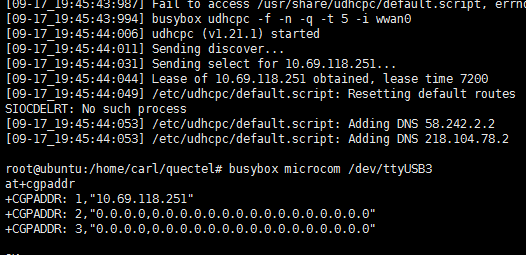 [09-17_19:45:43:987] Fail to access /usr/share/udhcpc/default.script, errno
[09-17_19:45:43:994] busybox udhcpc -f -n -q -t 5 -i wwan0
[09-17_19:45:44:006] udhcpc (v1.21.1) started
[09-17_19:45:44:011] Sending discover...
[09-17_19:45:44:031] Sending select for 10.69.118.251...
[09-17_19:45:44:044] Lease of 10.69.118.251 obtained, lease time 7200
[09-17_19:45:44:049] /etc/udhcpc/default.script: Resetting default routes
SIOCDELRT: No such process
[09-17_19:45:44:053] /etc/udhcpc/default.script: Adding DNS 58.242.2.2
[09-17_19:45:44:053] /etc/udhcpc/default.script: Adding DNS 218.104.78.2
root@ubuntu:/home/carl/quectel# busybox microcom /dev/ttyUSB3
at+cgpaddr
+CGPADDR: 1,"10.69.118.251"
+CGPADDR: 2,"0.0.0.0,0.0.0.0.0.0.0.0.0.0.0.0.0.0.0.0"
+CGPADDR: 3,"0.0.0.0,0.0.0.0.0.0.0.0.0.0.0.0.0.0.0.0"